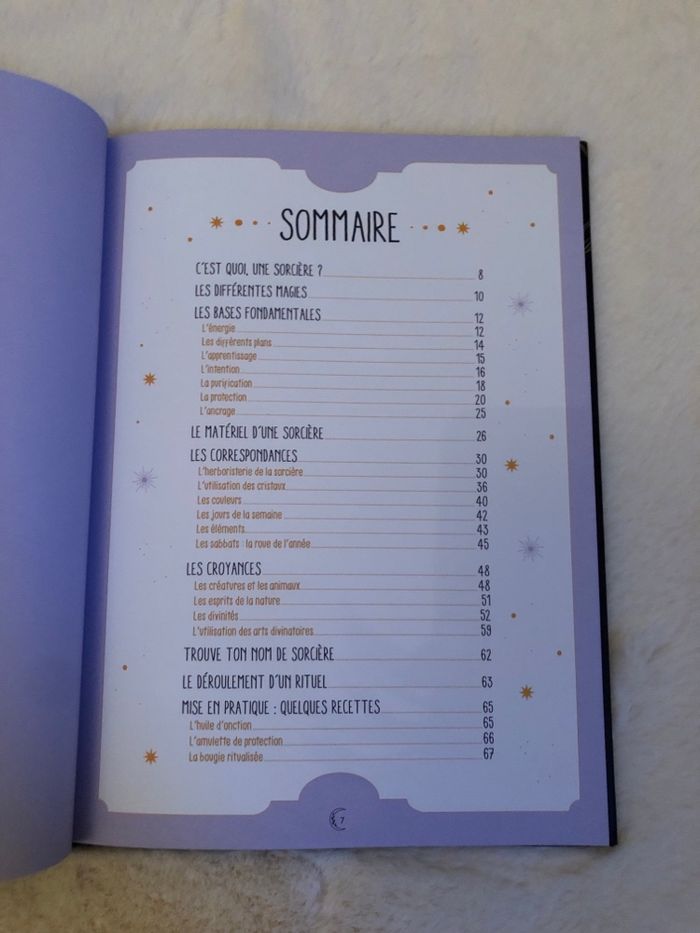 SOMMAIRE
C'EST QUOI, UNE SORCIÈRE ? 8
LES DIFFÉRENTES MAGIES 10
LES BASES FONDAMENTALES 12
L'énergie 12
Les différents plans 14
L'apprentissage 15
L'intention 16
La purification 18
La protection 20
L'ancrage 25
LE MATÉRIEL D'UNE SORCIÈRE 26
LES CORRESPONDANCES 30
L'herboristerie de la sorcière 30
L'utilisation des cristaux 36
Les couleurs 40
Les jours de la semaine 42
Les éléments 43
Les sabbats : la roue de l'année 45
LES CROYANCES 48
Les créatures et les animaux 48
Les esprits de la nature 51
Les divinités 52
L'utilisation des arts divinatoires 59
TROUVE TON NOM DE SORCIÈRE 62
LE DÉROULEMENT D'UN RITUEL 63
MISE EN PRATIQUE : QUELQUES RECETTES 65
L'huile d'onction 65
L'amulette de protection 66
La bougie ritualisée 67
7